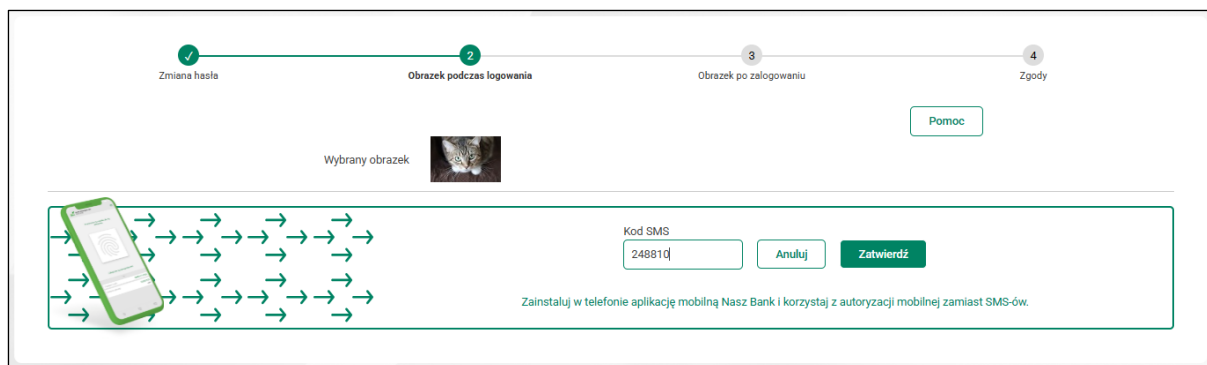 2
3
4
Zmiana hasła
Obrazek podczas logowania
Obrazek po zalogowaniu
Zgody
Pomoc
Wybrany obrazek
Kod SMS
248810
Anuluj
Zatwierdź
Zainstaluj w telefonie aplikację mobilną Nasz Bank i korzystaj z autoryzacji mobilnej zamiast SMS-ów.